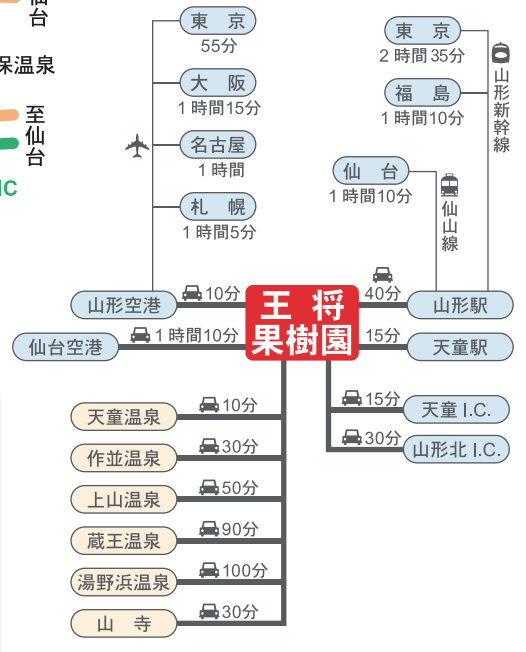 仙台
保温泉
至仙台
IC
東　京
55分
大　阪
1時間15分
名古屋
1時間
札　幌
1時間5分
東　京
2時間35分
福　島
1時間10分
山形新幹線
仙　台
1時間10分
仙山線
山形空港
10分
王　将
果樹園
40分
山形駅
仙台空港
1時間10分
15分
天童駅
天童温泉
10分
15分
天童 I.C.
作並温泉
30分
30分
山形北 I.C.
上山温泉
50分
蔵王温泉
90分
湯野浜温泉
100分
山　寺
30分